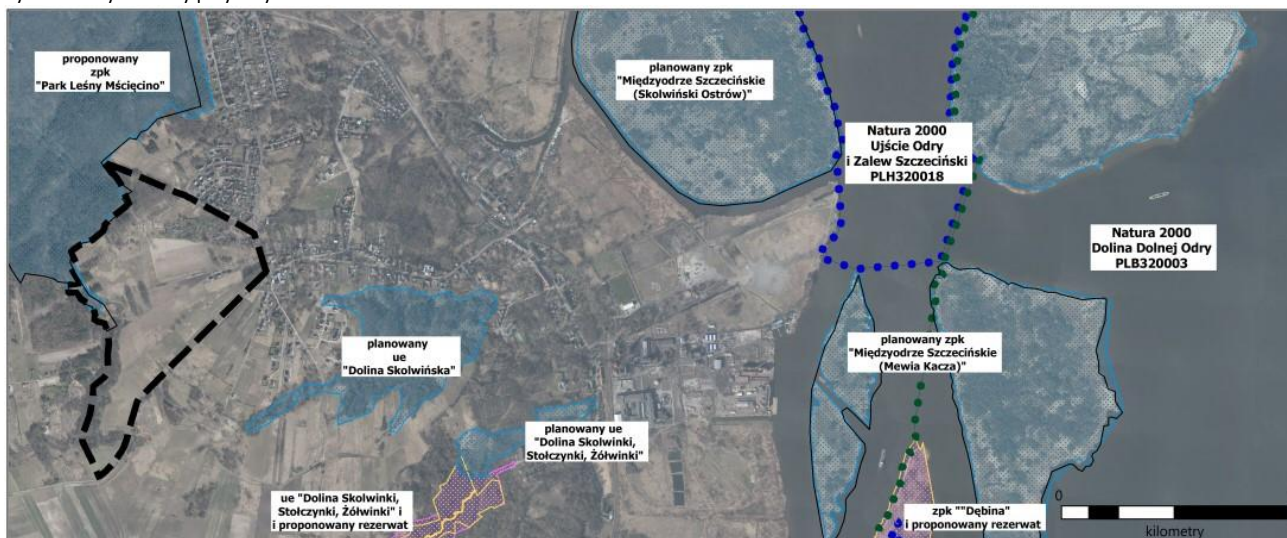 proponowany
zpk
"Park Leśny Mścięcino"
planowany zpk
"Międzyodrze Szczecińskie
(Skolwiński Ostrów)"
Natura 2000
Ujście Odry
i Zalew Szczeciński
PLH320018
Natura 2000
Dolina Dolnej Odry
PLB320003
planowany
ue
"Dolina Skolwińska"
planowany zpk
"Międzyodrze Szczecińskie
(Mewia Kacza)"
planowany ue
"Dolina Skolwinki,
Stołczynki, Żółwinki"
ue "Dolina Skolwinki,
Stołczynki, Żółwinki" i
i proponowany rezerwat
zpk ""Dębina"
i proponowany rezerwat
0
kilometry